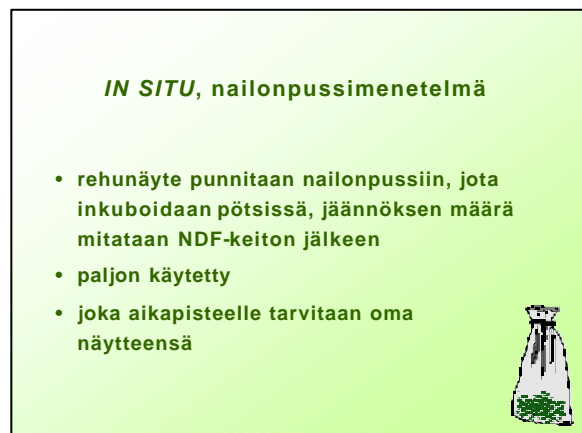 IN SITU, nailonpussimenetelmä
• rehunäyte punnitaan nailonpussiin, jota
inkuboidaan pötsissä, jäännöksen määrä
mitataan NDF-keiton jälkeen
• paljon käytetty
• joka aikapisteelle tarvitaan oma
näytteensä